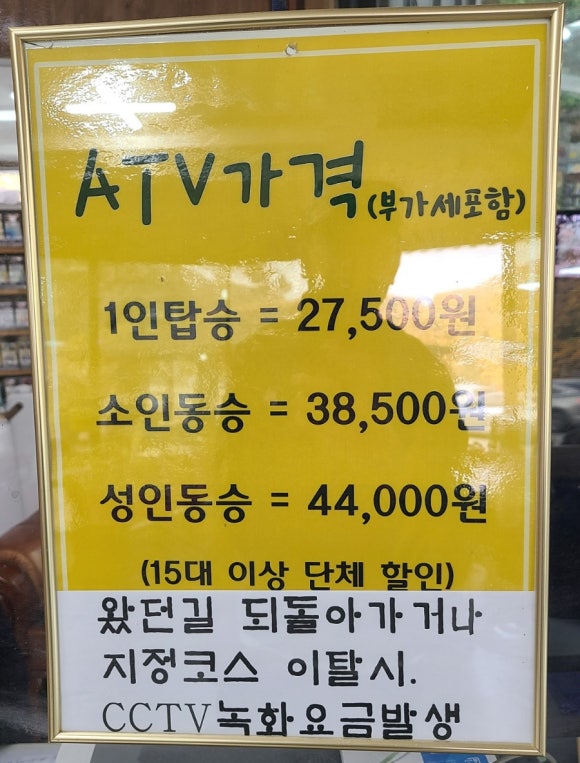 ATV가격(부가세포함)
1인탑승 = 27,500원
소인동승 = 38,500원
성인동승 = 44,000원
(15대 이상 단체 할인)
왔던길 되돌아가거나
지정코스 이탈시.
CCTV녹화요금발생